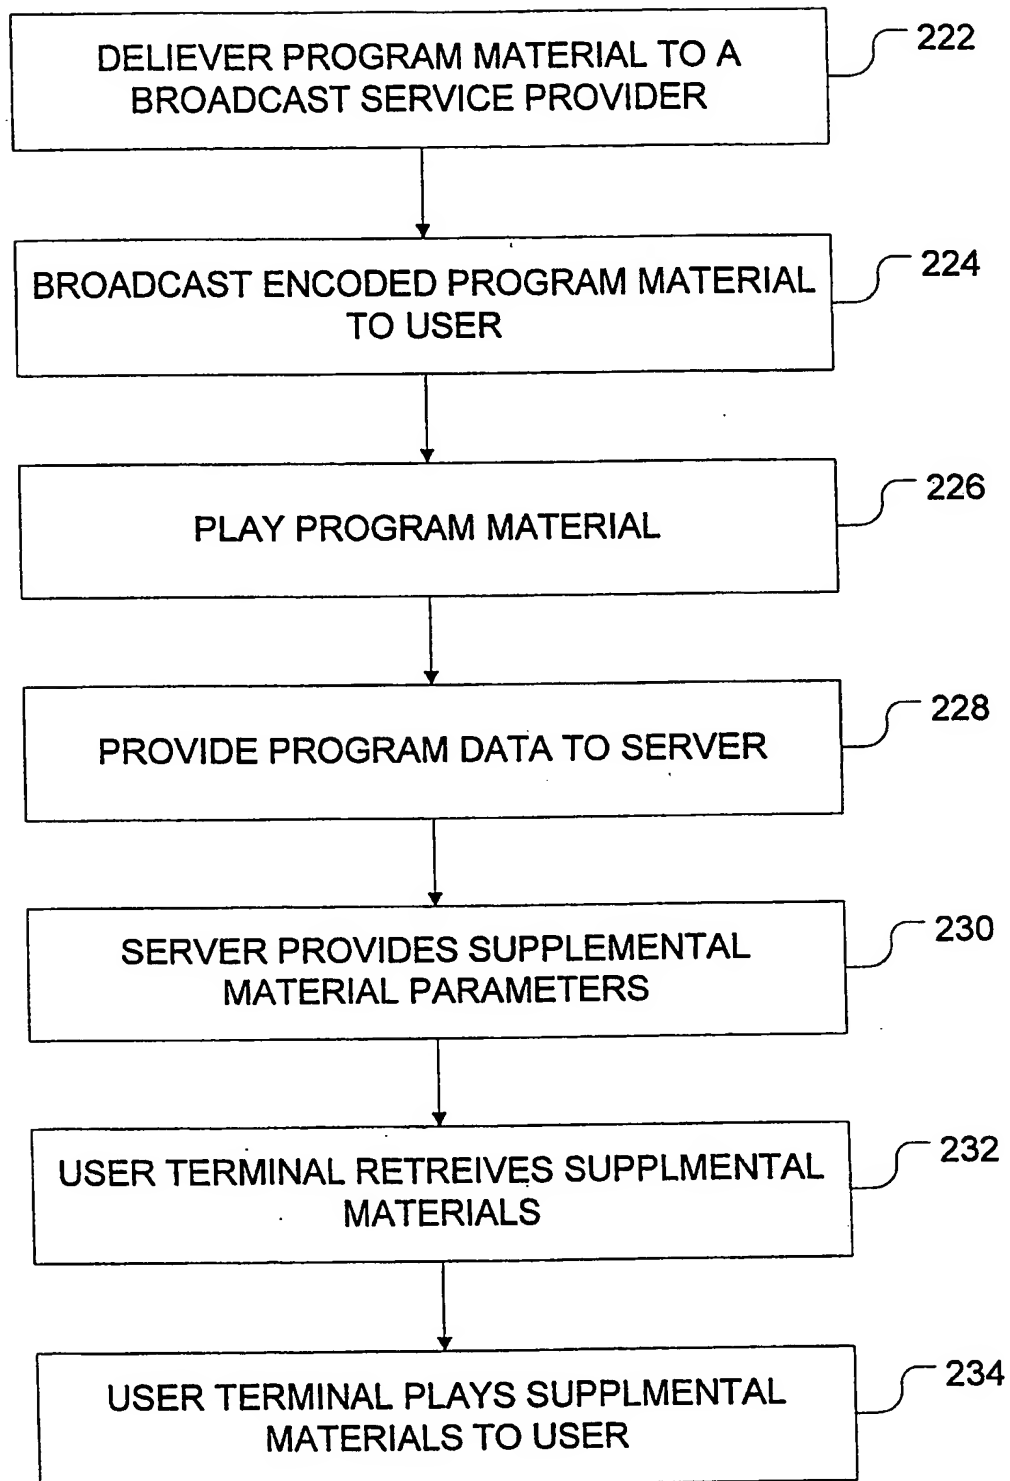 222
DELIEVER PROGRAM MATERIAL TO A
BROADCAST SERVICE PROVIDER
224
BROADCAST ENCODED PROGRAM MATERIAL
TO USER
226
PLAY PROGRAM MATERIAL
228
PROVIDE PROGRAM DATA TO SERVER
230
SERVER PROVIDES SUPPLEMENTAL
MATERIAL PARAMETERS
232
USER TERMINAL RETREIVES SUPPLMENTAL
MATERIALS
234
USER TERMINAL PLAYS SUPPLMENTAL
MATERIALS TO USER